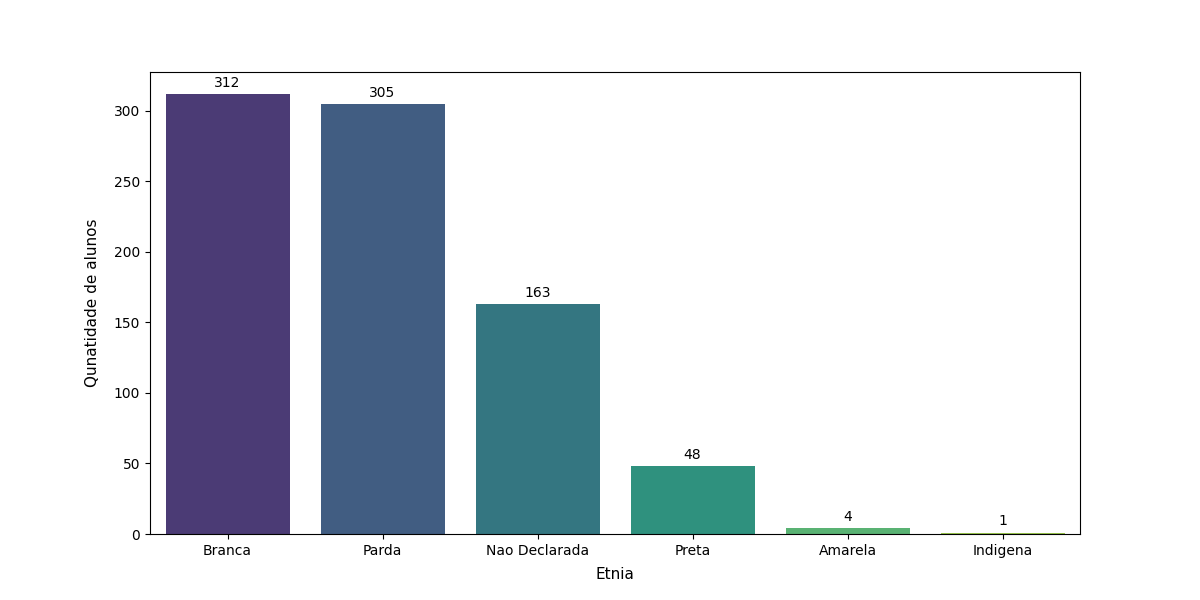 312
305
163
48
4
1
300
250
200
150
100
50
0
Qunatidade de alunos
Branca
Parda
Nao Declarada
Preta
Amarela
Indigena
Etnia